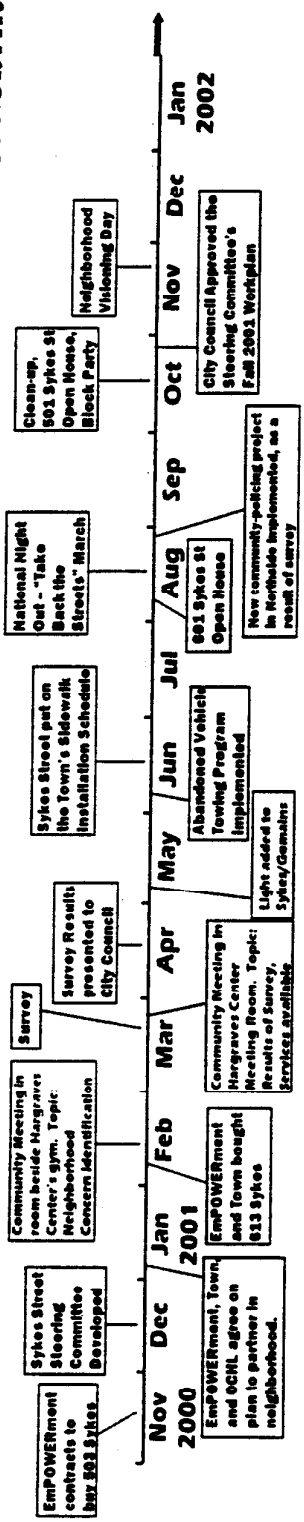 EmPOWERment
contracts to
buy 503 Sykes
Sykes Street
Steering
Committee
Developed
Community Meeting in
room beside Hargraves
Center's gym. Topic:
Neighborhood
Concern Identification
Survey
Survey Results
presented to
City Council
Sykes Street put on
the Town's Sidewalk
Installation Schedule
National Night
Out - "Take
Back the
Streets" March
Clean-up,
501 Sykes St
Open House,
Block Party
Neighborhood
Visioning Day
Nov Dec Jan Feb Mar Apr May Jun Jul Aug Sep Oct Nov Dec Jan
2000 2001 2002
EmPOWERment, Town,
and OCNL agree on
plan to partner in
neighborhood.
EmPOWERment
and Town bought
613 Sykes
Community Meeting in
Hargraves Center
Meeting Room. Topic:
Results of Survey,
Services available
Light added to
Sykes/Gomains
Abandoned Vehicle
Towing Program
Implemented
601 Sykes St
Open House
New community-policing project
in Northside implemented, as a
result of survey
City Council Approved the
Steering Committee's
Fall 2001 Workplan